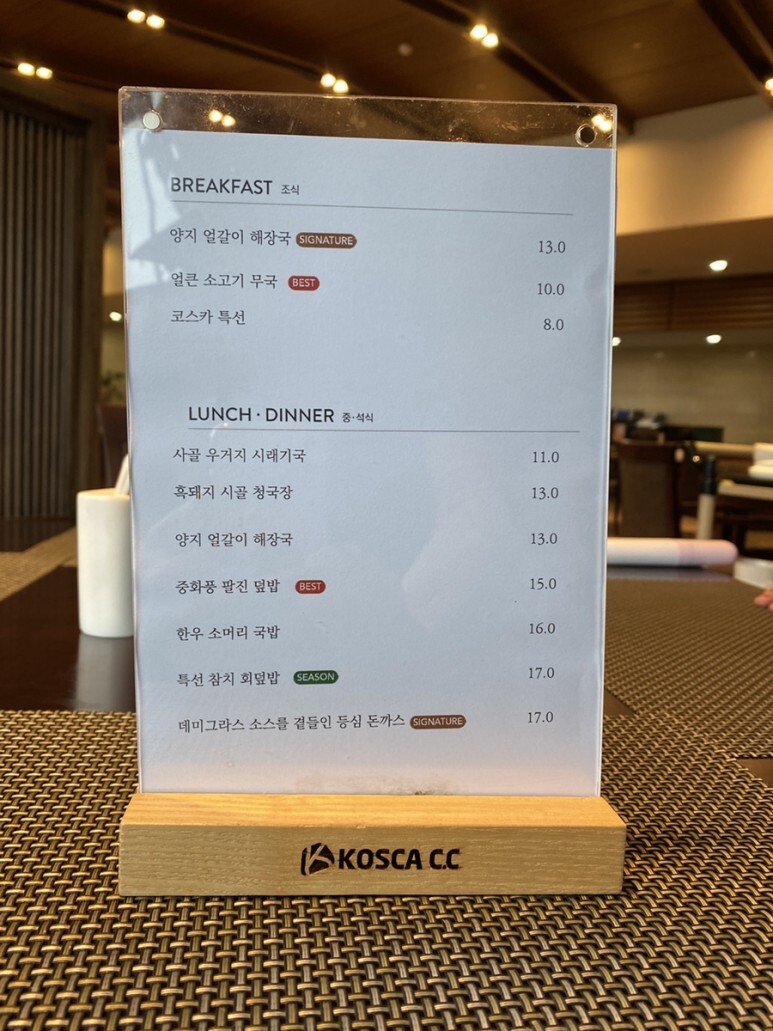 BREAKFAST 조식
양지 얼갈이 해장국 SIGNATURE 13.0
얼큰 소고기 무국 BEST 10.0
코스카 특선 8.0
LUNCH · DINNER 중·석식
사골 우거지 시래기국 11.0
흑돼지 시골 청국장 13.0
양지 얼갈이 해장국 13.0
중화풍 팔진 덮밥 BEST 15.0
한우 소머리 국밥 16.0
특선 참치 회덮밥 SEASON 17.0
데미그라스 소스를 곁들인 등심 돈까스 SIGNATURE 17.0
KOSCA C.C